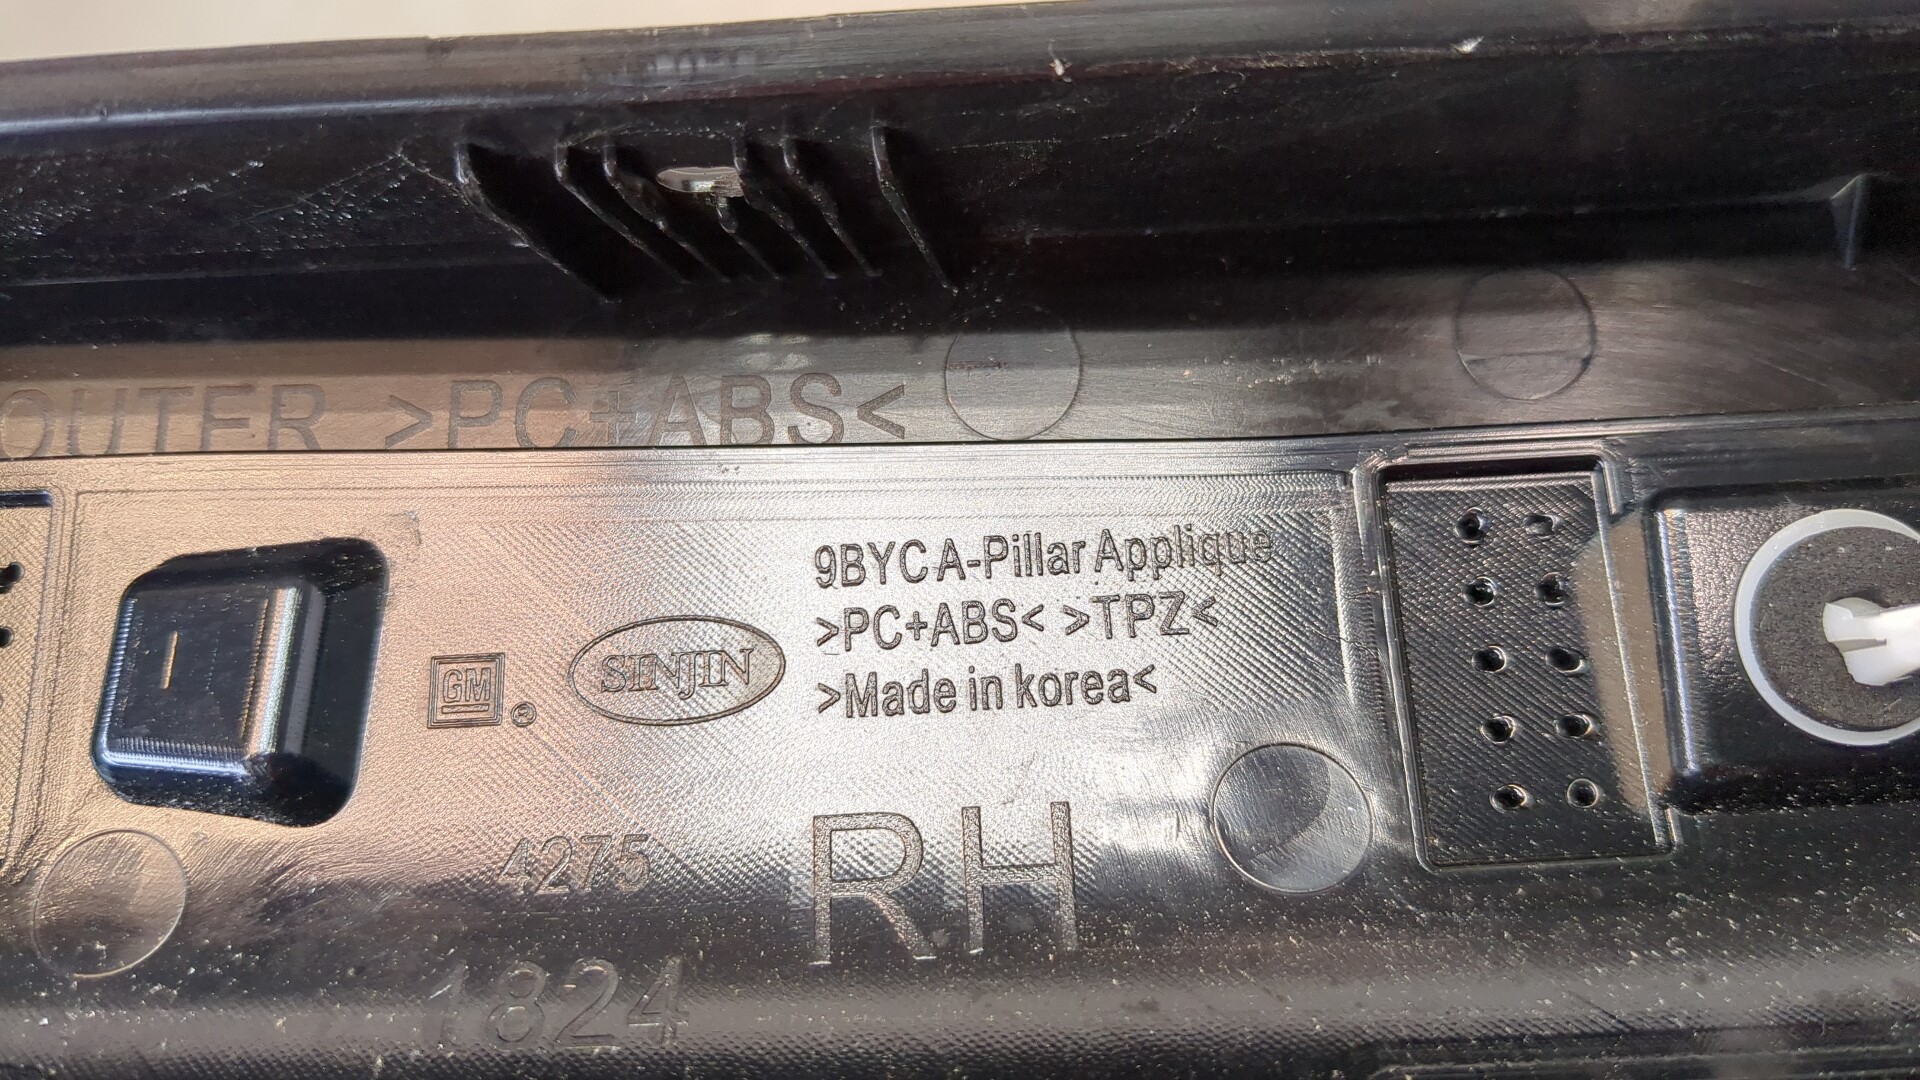 OUTER >PC+ABS<
9BYC A-Pillar Applique
>PC+ABS< >TPZ<
>Made in korea<
GM ®
SINJIN
RH
4275
1824